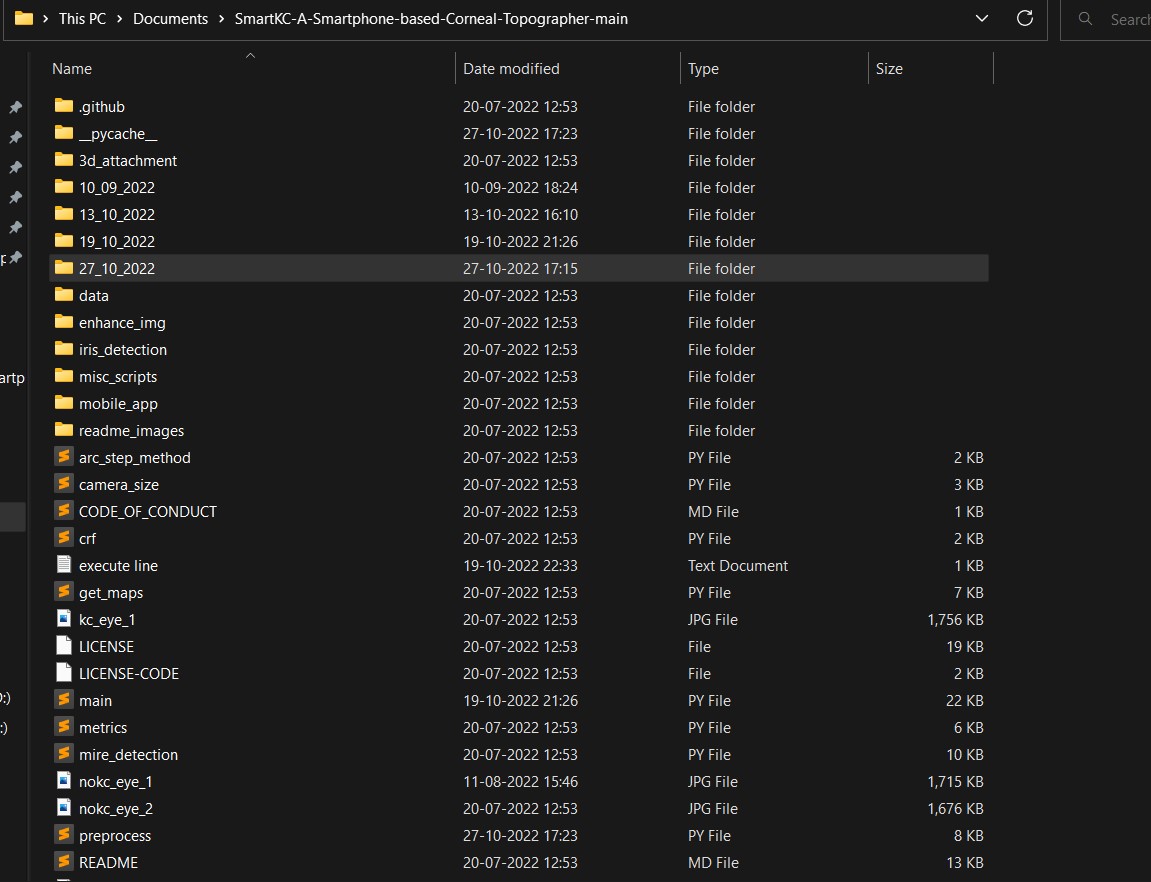 This PC > Documents > SmartKC-A-Smartphone-based-Corneal-Topographer-main Search
Name Date modified Type Size
.github 20-07-2022 12:53 File folder
__pycache__ 27-10-2022 17:23 File folder
3d_attachment 20-07-2022 12:53 File folder
10_09_2022 10-09-2022 18:24 File folder
13_10_2022 13-10-2022 16:10 File folder
19_10_2022 19-10-2022 21:26 File folder
27_10_2022 27-10-2022 17:15 File folder
data 20-07-2022 12:53 File folder
enhance_img 20-07-2022 12:53 File folder
iris_detection 20-07-2022 12:53 File folder
artp misc_scripts 20-07-2022 12:53 File folder
mobile_app 20-07-2022 12:53 File folder
readme_images 20-07-2022 12:53 File folder
arc_step_method 20-07-2022 12:53 PY File 2 KB
camera_size 20-07-2022 12:53 PY File 3 KB
CODE_OF_CONDUCT 20-07-2022 12:53 MD File 1 KB
crf 20-07-2022 12:53 PY File 2 KB
execute line 19-10-2022 22:33 Text Document 1 KB
get_maps 20-07-2022 12:53 PY File 7 KB
kc_eye_1 20-07-2022 12:53 JPG File 1,756 KB
LICENSE 20-07-2022 12:53 File 19 KB
LICENSE-CODE 20-07-2022 12:53 File 2 KB
:) main 19-10-2022 21:26 PY File 22 KB
:) metrics 20-07-2022 12:53 PY File 6 KB
mire_detection 20-07-2022 12:53 PY File 10 KB
nokc_eye_1 11-08-2022 15:46 JPG File 1,715 KB
nokc_eye_2 20-07-2022 12:53 JPG File 1,676 KB
preprocess 27-10-2022 17:23 PY File 8 KB
README 20-07-2022 12:53 MD File 13 KB